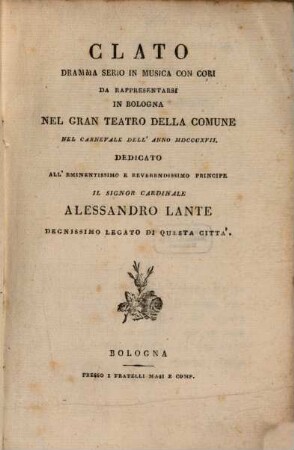 CLATO
DRAMMA SERIO IN MUSICA CON CORI
DA RAPPRESENTARSI
IN BOLOGNA
NEL GRAN TEATRO DELLA COMUNE
NEL CARNEVALE DELL' ANNO MDCCCXVII.
DEDICATO
ALL' EMINENTISSIMO E REVERENDISSIMO PRINCIPE
IL SIGNOR CARDINALE
ALESSANDRO LANTE
DEGNISSIMO LEGATO DI QUESTA CITTA'.
BOLOGNA
PRESSO I FRATELLI MASI E COMP.